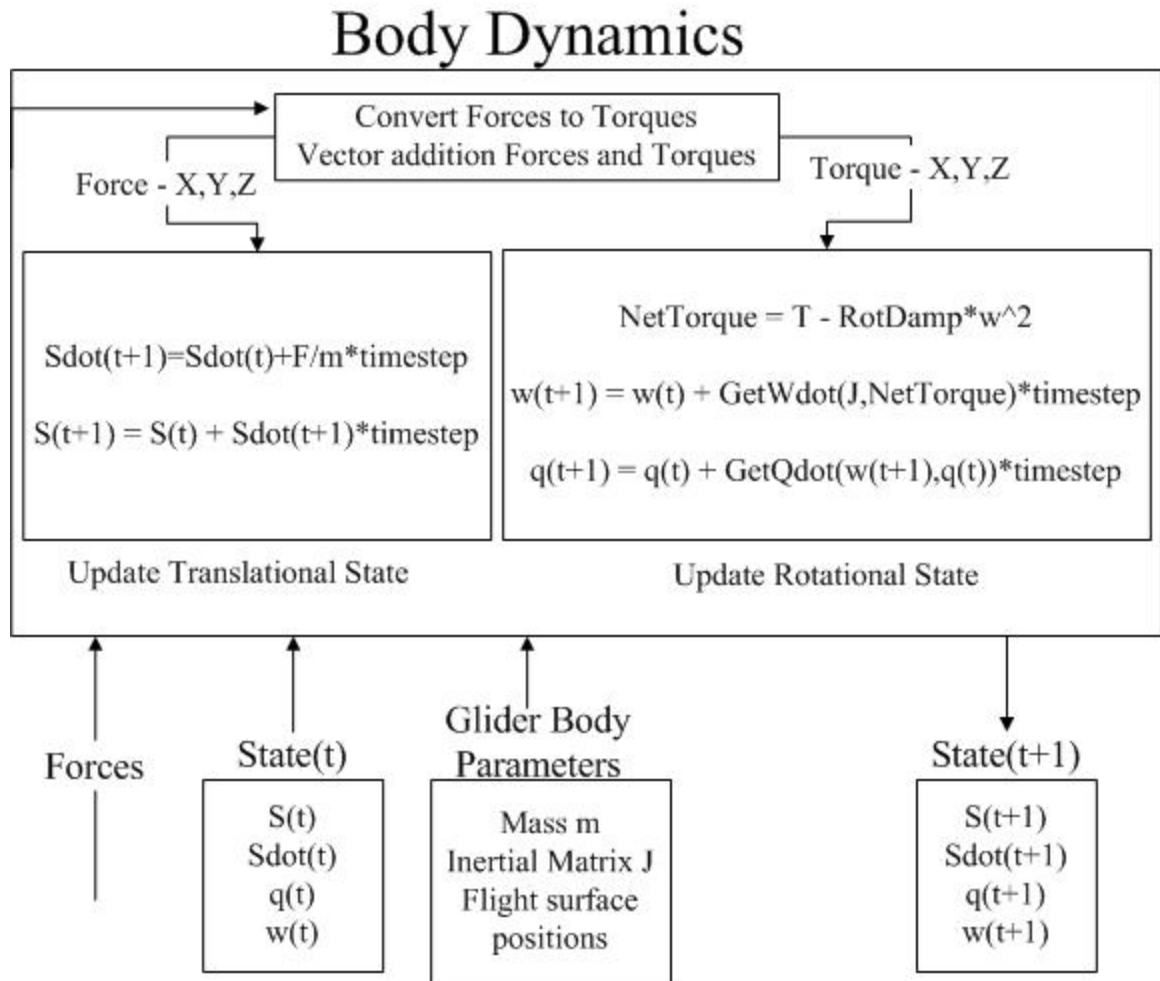 Body Dynamics
Convert Forces to Torques
Vector addition Forces and Torques
Force - X,Y,Z
Torque - X,Y,Z
Sdot(t+1)=Sdot(t)+F/m*timestep
S(t+1) = S(t) + Sdot(t+1)*timestep
Update Translational State
NetTorque = T - RotDamp*w^2
w(t+1) = w(t) + GetWdot(J,NetTorque)*timestep
q(t+1) = q(t) + GetQdot(w(t+1),q(t))*timestep
Update Rotational State
Forces
State(t)
S(t)
Sdot(t)
q(t)
w(t)
Glider Body
Parameters
Mass m
Inertial Matrix J
Flight surface
positions
State(t+1)
S(t+1)
Sdot(t+1)
q(t+1)
w(t+1)